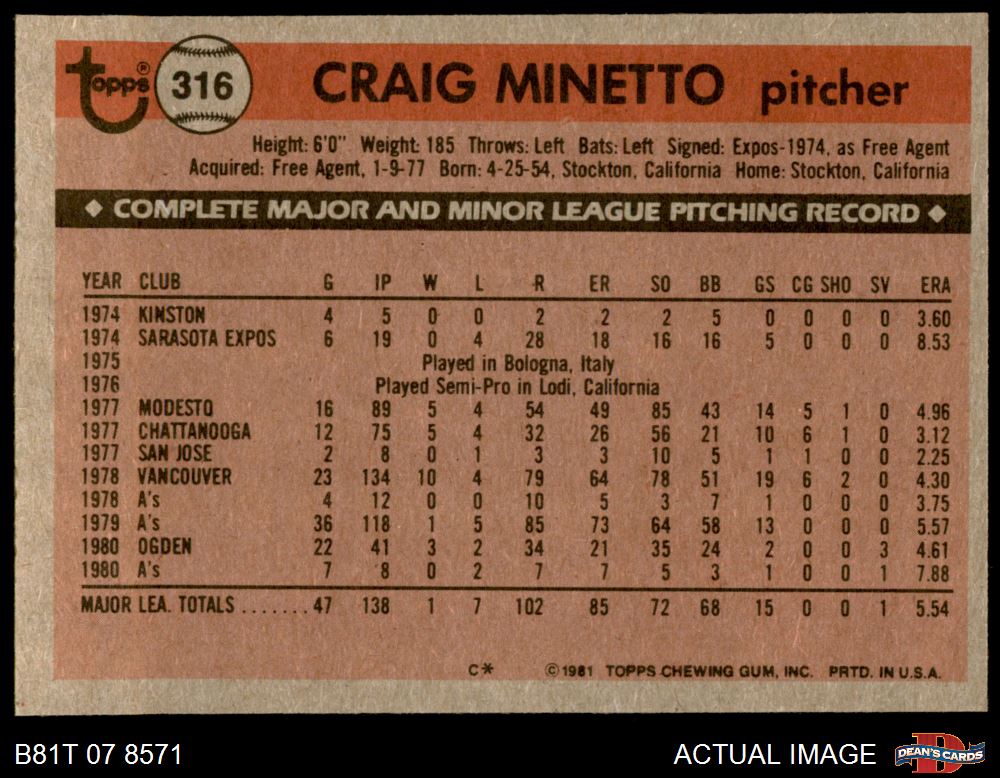 Topps® 316 CRAIG MINETTO pitcher
Height: 6'0" Weight: 185 Throws: Left Bats: Left Signed: Expos-1974, as Free Agent
Acquired: Free Agent, 1-9-77 Born: 4-25-54, Stockton, California Home: Stockton, California
◆ COMPLETE MAJOR AND MINOR LEAGUE PITCHING RECORD ◆
YEAR CLUB G IP W L R ER SO BB GS CG SHO SV ERA
1974 KINSTON 4 5 0 0 2 2 2 5 0 0 0 0 3.60
1974 SARASOTA EXPOS 6 19 0 4 28 18 16 16 5 0 0 0 8.53
1975 Played in Bologna, Italy
1976 Played Semi-Pro in Lodi, California
1977 MODESTO 16 89 5 4 54 49 85 43 14 5 1 0 4.96
1977 CHATTANOOGA 12 75 5 4 32 26 56 21 10 6 1 0 3.12
1977 SAN JOSE 2 8 0 1 3 3 10 5 1 1 0 0 2.25
1978 VANCOUVER 23 134 10 4 79 64 78 51 19 6 2 0 4.30
1978 A's 4 12 0 0 10 5 3 7 1 0 0 0 3.75
1979 A's 36 118 1 5 85 73 64 58 13 0 0 0 5.57
1980 OGDEN 22 41 3 2 34 21 35 24 2 0 0 3 4.61
1980 A's 7 8 0 2 7 7 5 3 1 0 0 1 7.88
MAJOR LEA. TOTALS ....... 47 138 1 7 102 85 72 68 15 0 0 1 5.54
C* ©1981 TOPPS CHEWING GUM, INC. PRTD. IN U.S.A.
B81T 07 8571 ACTUAL IMAGE DEAN'S CARDS